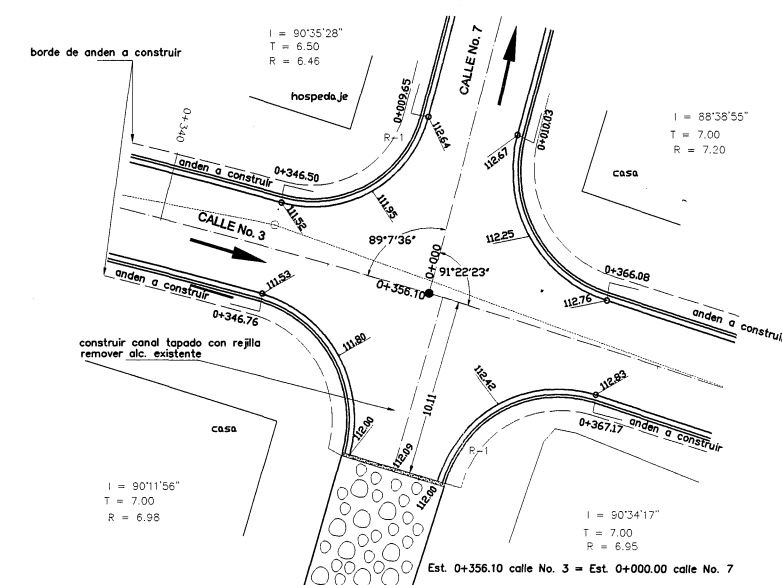 I = 90°35'28"
T = 6.50
R = 6.46
borde de anden a construir
hospedaje
CALLE No. 7
0+009.65
112.64
R-1
0+340
anden a construir
0+346.50
111.52
111.95
112.67
0+010.03
I = 88°38'55"
T = 7.00
R = 7.20
casa
CALLE No. 3
89°7'36"
0+000
91°22'23"
0+356.10
112.25
0+366.08
112.76
anden a construir
anden a construir
111.53
0+346.76
construir canal tapado con rejilla
remover alc. existente
111.80
10.11
112.42
112.83
0+367.17
anden a construir
casa
112.00
112.09
112.00
R-1
I = 90°11'56"
T = 7.00
R = 6.98
I = 90°34'17"
T = 7.00
R = 6.95
Est. 0+356.10 calle No. 3 = Est. 0+000.00 calle No. 7